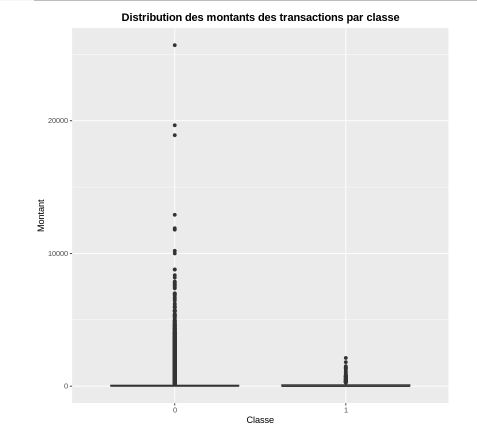 Distribution des montants des transactions par classe
20000
10000
0
Montant
0
1
Classe